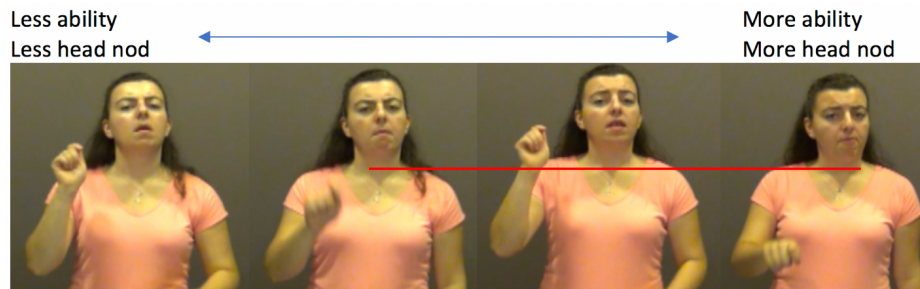 Less ability
Less head nod
More ability
More head nod